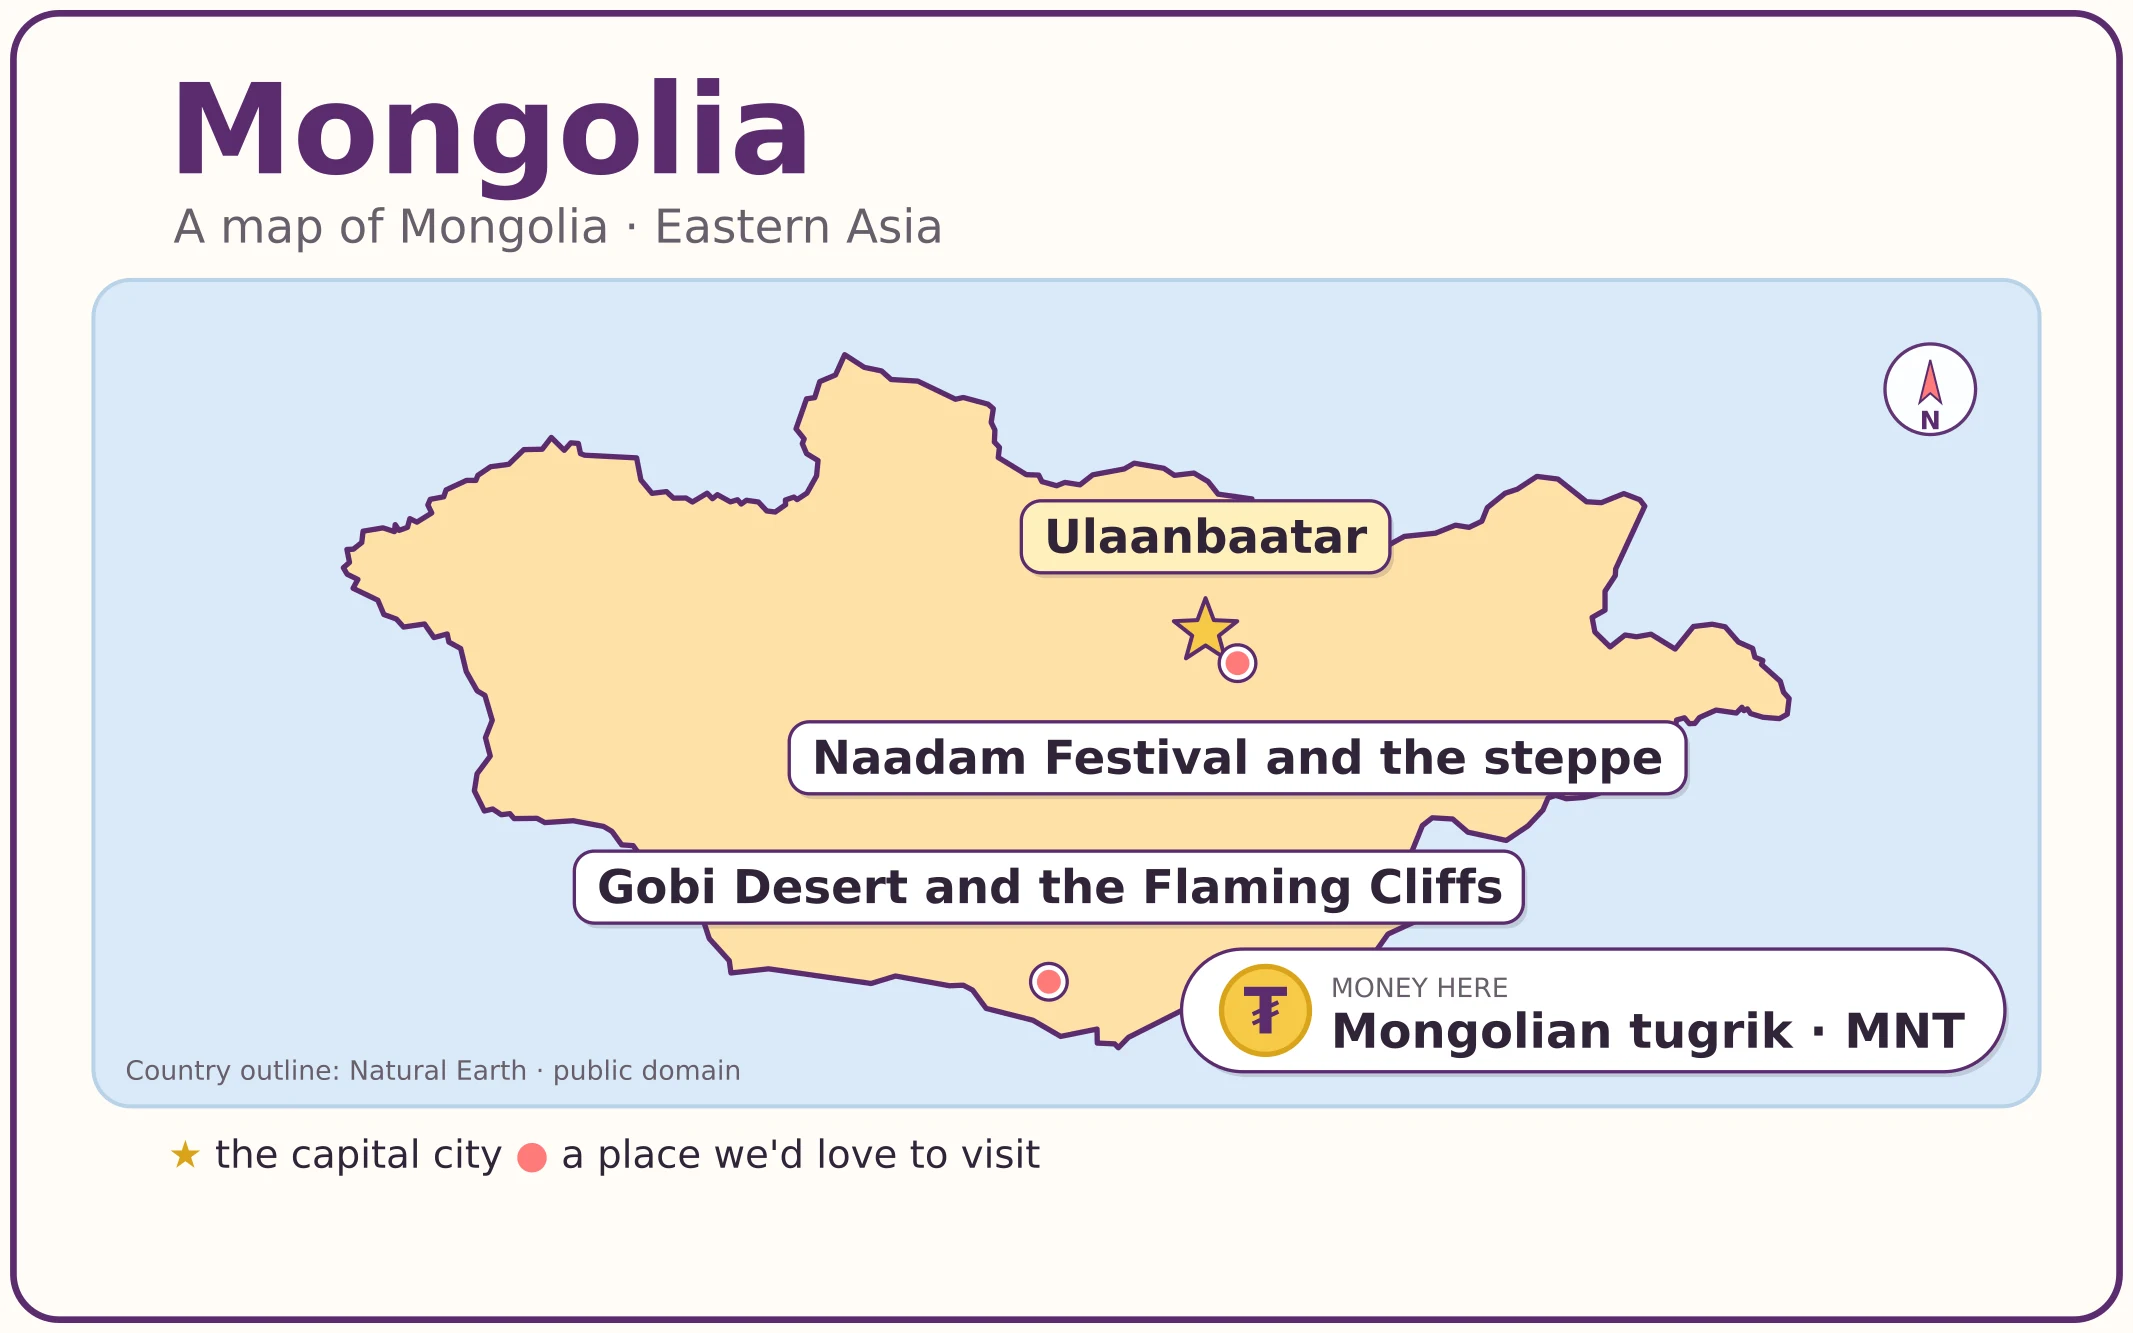 Mongolia
A map of Mongolia · Eastern Asia
N
Ulaanbaatar
Naadam Festival and the steppe
Gobi Desert and the Flaming Cliffs
₮
MONEY HERE
Mongolian tugrik · MNT
Country outline: Natural Earth · public domain
★ the capital city ● a place we'd love to visit